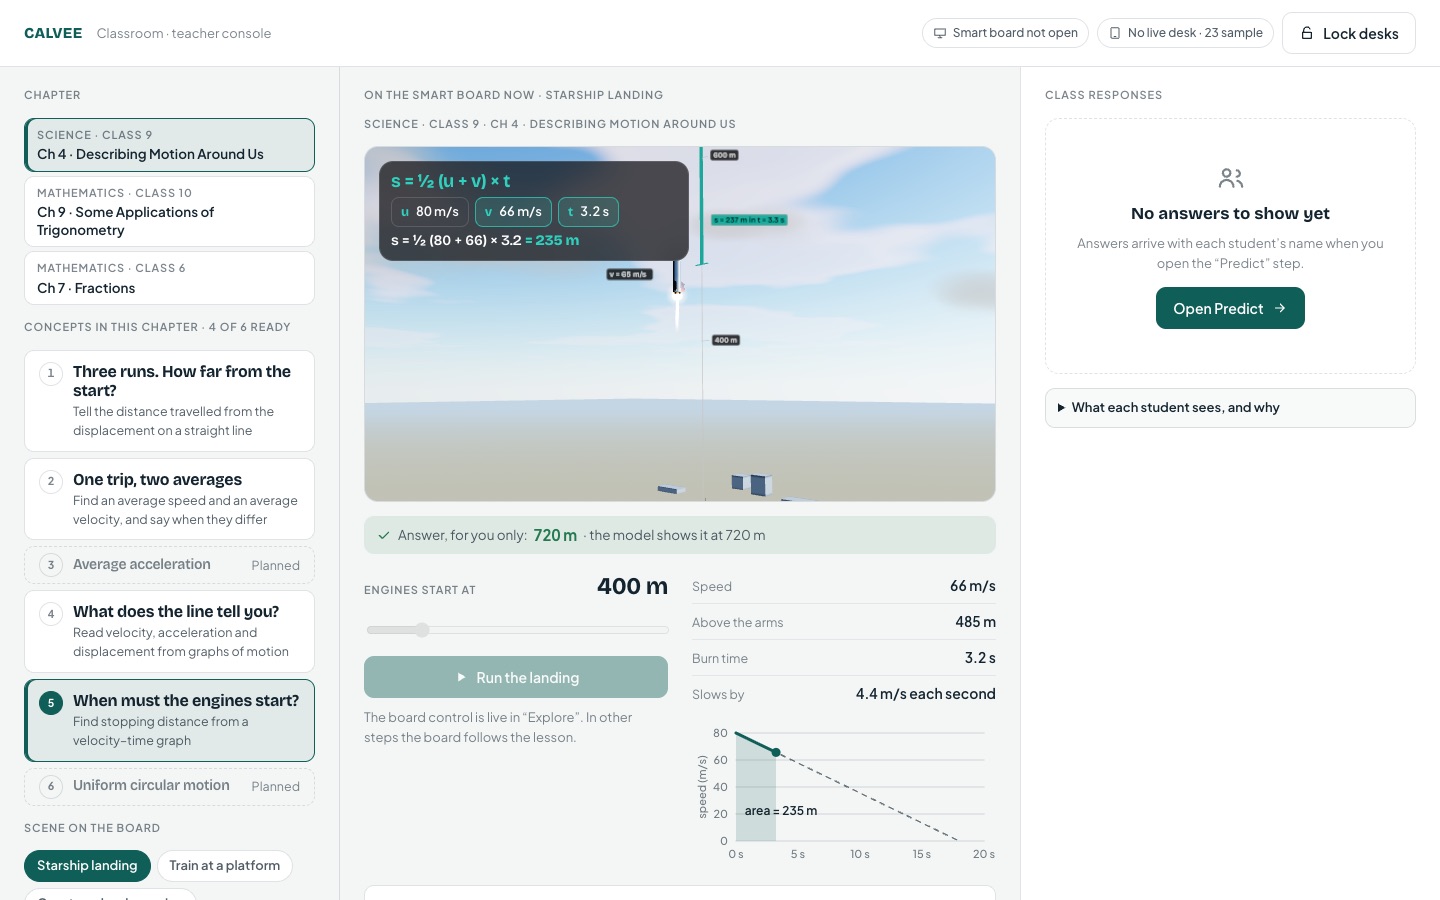 CALVEE
Classroom · teacher console
Smart board not open
No live desk · 23 sample
Lock desks
CHAPTER
SCIENCE · CLASS 9
Ch 4 · Describing Motion Around Us
MATHEMATICS · CLASS 10
Ch 9 · Some Applications of
Trigonometry
MATHEMATICS · CLASS 6
Ch 7 · Fractions
CONCEPTS IN THIS CHAPTER · 4 OF 6 READY
1
Three runs. How far from the
start?
Tell the distance travelled from the
displacement on a straight line
2
One trip, two averages
Find an average speed and an average
velocity, and say when they differ
3
Average acceleration
Planned
4
What does the line tell you?
Read velocity, acceleration and
displacement from graphs of motion
5
When must the engines start?
Find stopping distance from a
velocity–time graph
6
Uniform circular motion
Planned
SCENE ON THE BOARD
Starship landing
Train at a platform
ON THE SMART BOARD NOW · STARSHIP LANDING
SCIENCE · CLASS 9 · CH 4 · DESCRIBING MOTION AROUND US
s = ½ (u + v) × t
u 80 m/s
v 66 m/s
t 3.2 s
s = ½ (80 + 66) × 3.2 = 235 m
600 m
s = 237 m in t = 3.3 s
v = 65 m/s
400 m
Answer, for you only: 720 m · the model shows it at 720 m
ENGINES START AT
400 m
Run the landing
The board control is live in “Explore”. In other
steps the board follows the lesson.
Speed
66 m/s
Above the arms
485 m
Burn time
3.2 s
Slows by
4.4 m/s each second
speed (m/s)
80
60
40
20
0
area = 235 m
0 s
5 s
10 s
15 s
20 s
CLASS RESPONSES
No answers to show yet
Answers arrive with each student’s name when you
open the “Predict” step.
Open Predict →
What each student sees, and why